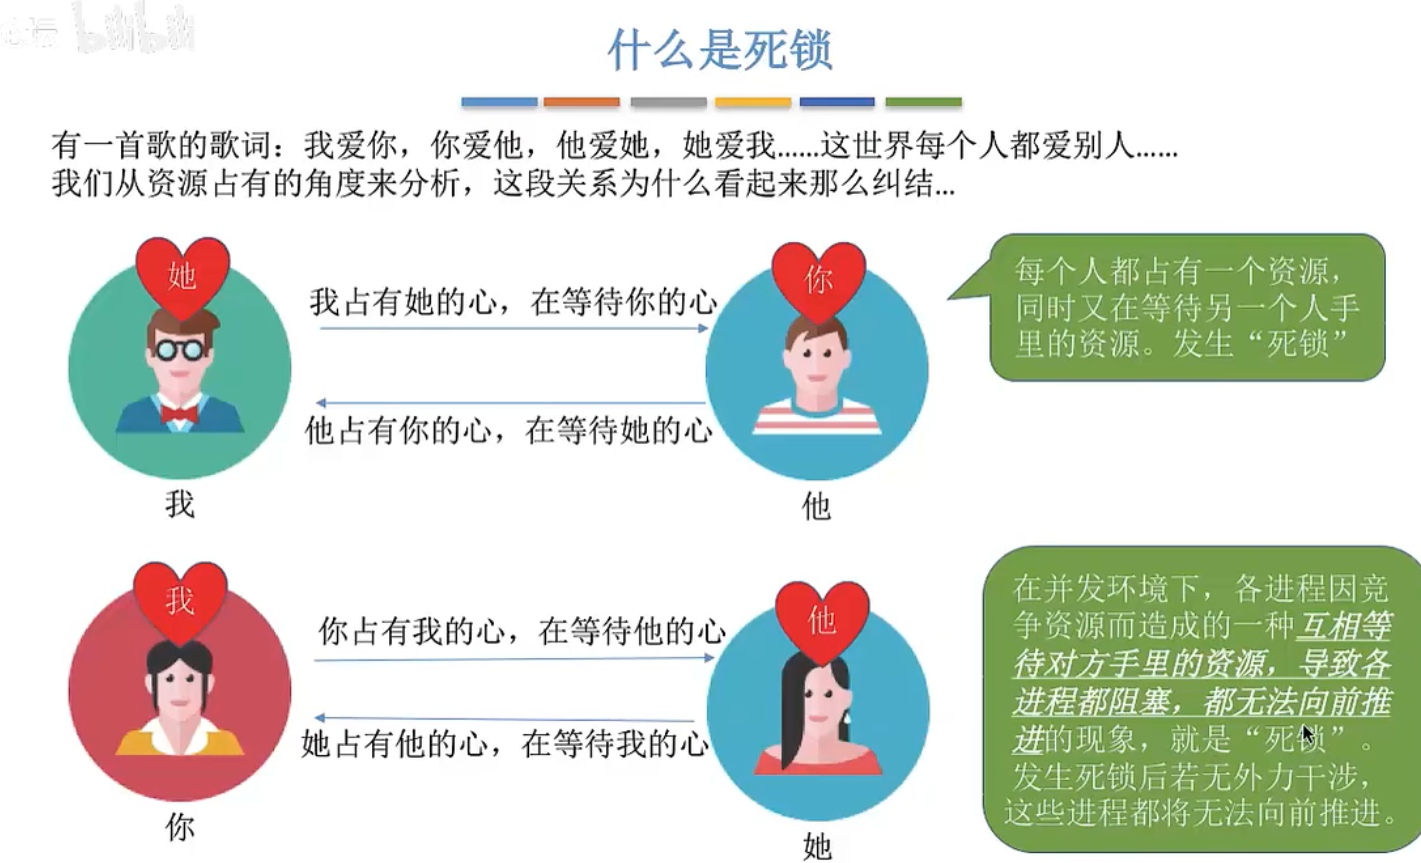 坛 bilibili
什么是死锁
有一首歌的歌词：我爱你，你爱他，他爱她，她爱我……这世界每个人都爱别人……
我们从资源占有的角度来分析，这段关系为什么看起来那么纠结…
她
我占有她的心，在等待你的心
他占有你的心，在等待她的心
我
你
他
每个人都占有一个资源，
同时又在等待另一个人手
里的资源。发生“死锁”
我
你占有我的心，在等待他的心
她占有他的心，在等待我的心
你
他
她
在并发环境下，各进程因竞
争资源而造成的一种互相等
待对方手里的资源，导致各
进程都阻塞，都无法向前推
进的现象，就是“死锁”。
发生死锁后若无外力干涉，
这些进程都将无法向前推进。